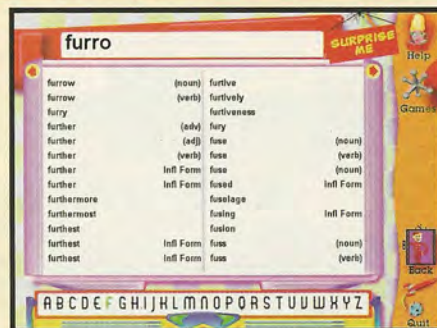 furro
SURPRISE
ME
Help
Games
furrow (noun)
furrow (verb)
furry
further (adv)
further (adj)
further (verb)
further Infl Form
further Infl Form
furthermore
furthermost
furthest
furthest Infl Form
furthest Infl Form
furtive
furtively
furtiveness
fury
fuse (noun)
fuse (verb)
fuse (noun)
fused Infl Form
fuselage
fusing Infl Form
fusion
fuss (noun)
fuss (verb)
Back
A B C D E F G H I J K L M N O P Q R S T U V W X Y Z
Quit